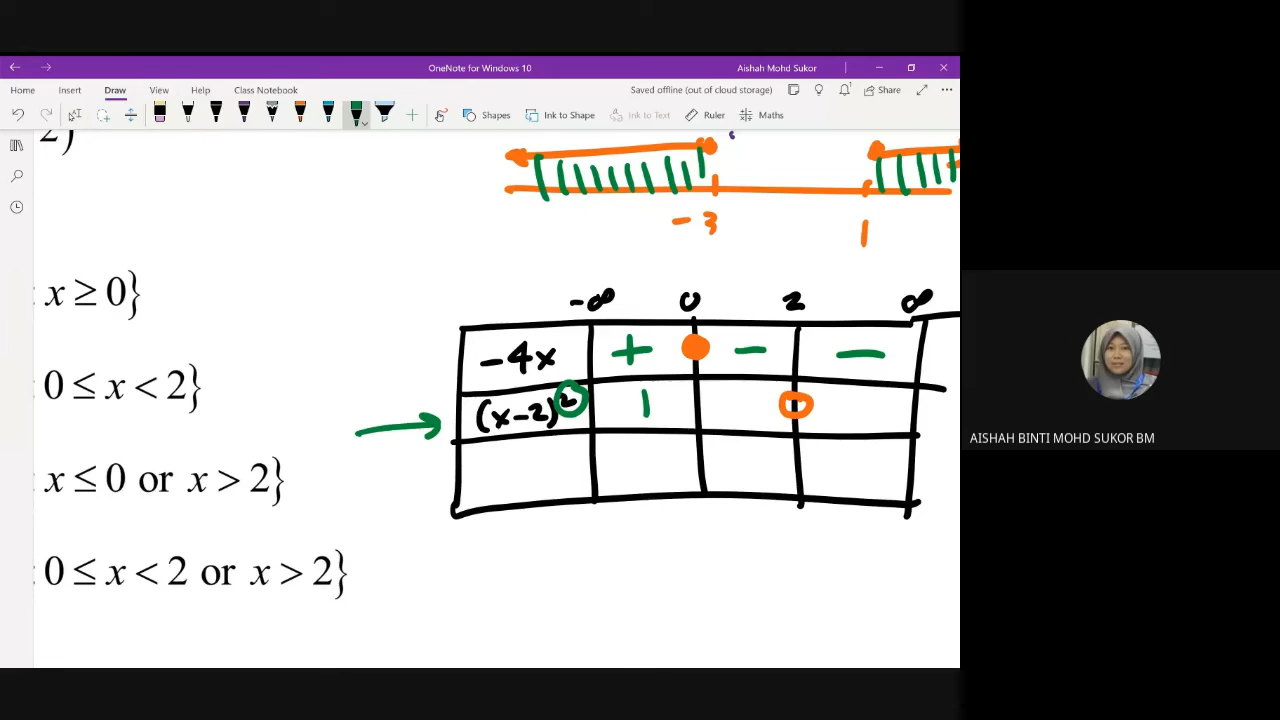 OneNote for Windows 10
Aishah Mohd Sukor
Home Insert Draw View Help Class Notebook
Saved offline (out of cloud storage)
Share
Shapes Ink to Shape Ink to Text Ruler Maths
2)
-3 1
: x ≥ 0}
: 0 ≤ x < 2}
: x ≤ 0 or x > 2}
: 0 ≤ x < 2 or x > 2}
-∞ 0 2 ∞
-4x + - -
(x-2)² 1
AISHAH BINTI MOHD SUKOR BM